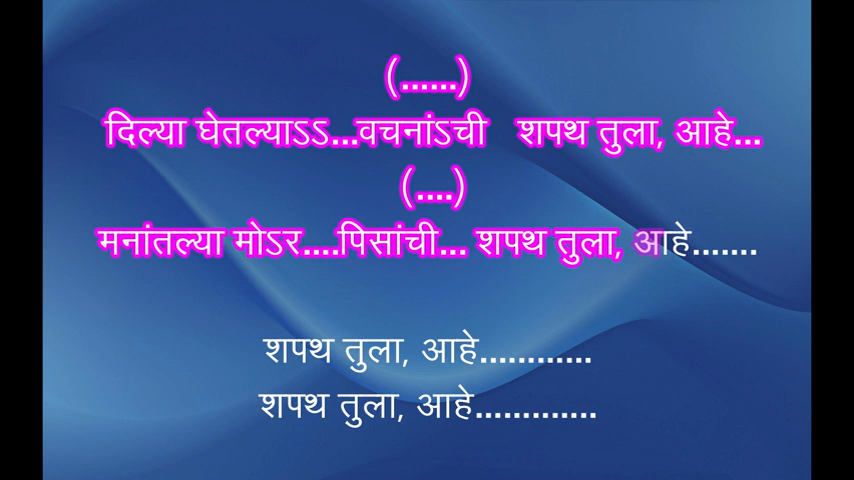 (......)
दिल्या घेतल्याऽऽ...वचनांऽची शपथ तुला, आहे...
(....)
मनांतल्या मोऽर....पिसांची... शपथ तुला, आहे.......
शपथ तुला, आहे............
शपथ तुला, आहे.............